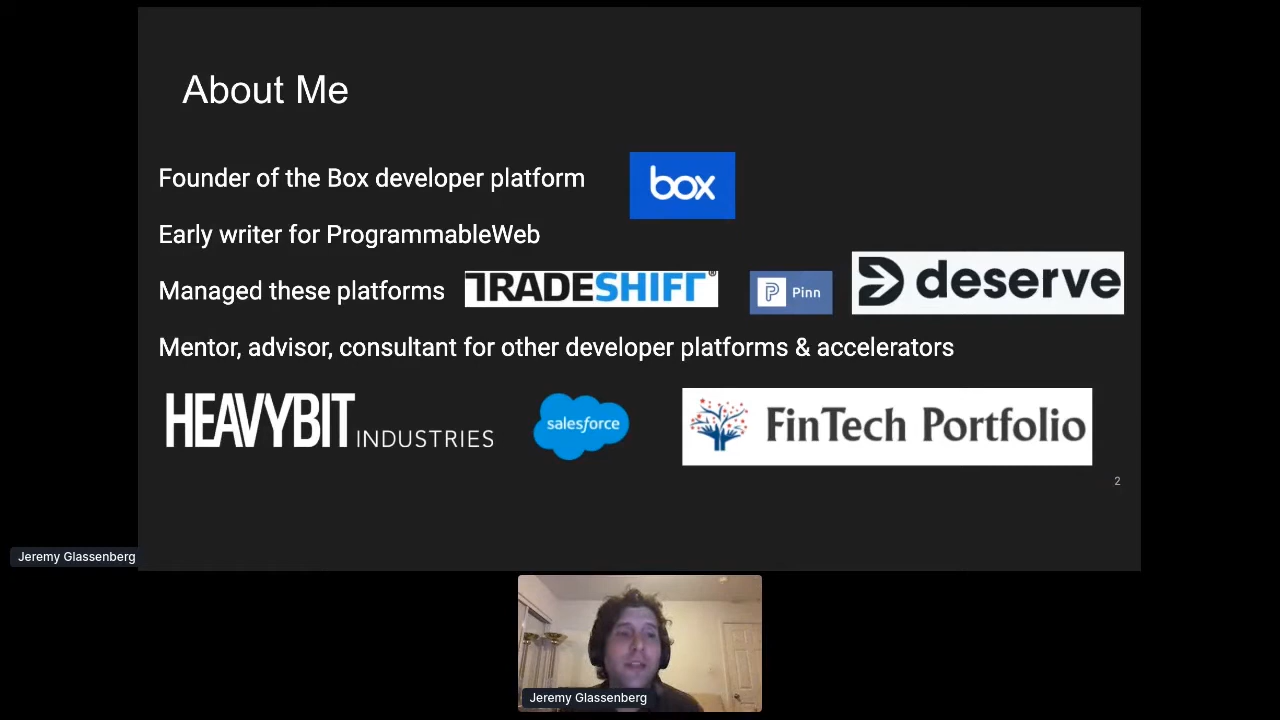 About Me
Founder of the Box developer platform
box
Early writer for ProgrammableWeb
Managed these platforms
TRADESHIFT®
Pinn
deserve
Mentor, advisor, consultant for other developer platforms & accelerators
HEAVYBIT INDUSTRIES
salesforce
FinTech Portfolio
2
Jeremy Glassenberg
Jeremy Glassenberg